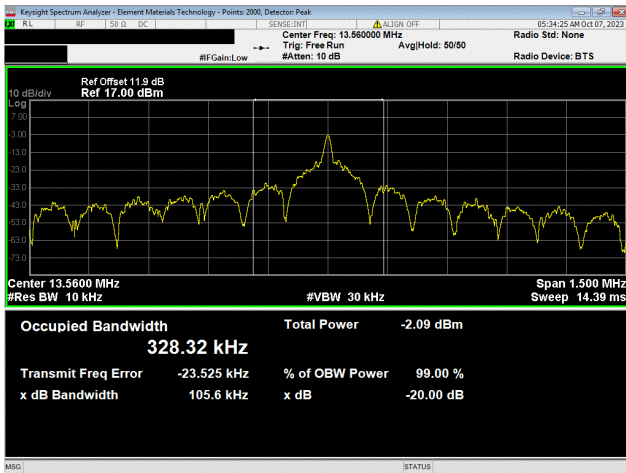 Keysight Spectrum Analyzer - Element Materials Technology - Points: 2000, Detector: Peak
LXI RL RF 50 Ω DC SENSE:INT ALIGN OFF 05:34:25 AM Oct 07, 2023
Center Freq: 13.560000 MHz Radio Std: None
Trig: Free Run Avg|Hold: 50/50
#IFGain:Low #Atten: 10 dB Radio Device: BTS
Ref Offset 11.9 dB
10 dB/div Ref 17.00 dBm
Log
7.00
-3.00
-13.0
-23.0
-33.0
-43.0
-53.0
-63.0
-73.0
Center 13.5600 MHz Span 1.500 MHz
#Res BW 10 kHz #VBW 30 kHz Sweep 14.39 ms
Occupied Bandwidth Total Power -2.09 dBm
328.32 kHz
Transmit Freq Error -23.525 kHz % of OBW Power 99.00 %
x dB Bandwidth 105.6 kHz x dB -20.00 dB
MSG STATUS